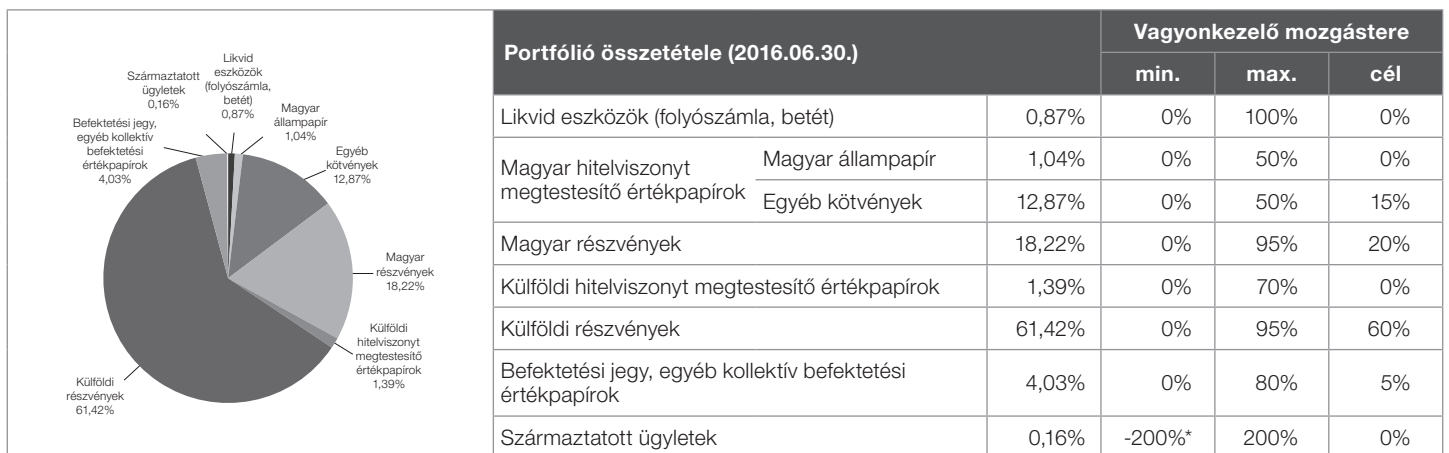 Likvid
eszközök
(folyószámla,
betét)
0,87%
Származtatott
ügyletek
0,16%
Magyar
állampapír
1,04%
Befektetési jegy,
egyéb kollektív
befektetési
értékpapírok
4,03%
Egyéb
kötvények
12,87%
Magyar
részvények
18,22%
Külföldi
hitelviszonyt
megtestesítő
értékpapírok
1,39%
Külföldi
részvények
61,42%
Portfólió összetétele (2016.06.30.)
Vagyonkezelő mozgástere
min. max. cél
Likvid eszközök (folyószámla, betét) 0,87% 0% 100% 0%
Magyar hitelviszonyt
megtestesítő értékpapírok
Magyar állampapír 1,04% 0% 50% 0%
Egyéb kötvények 12,87% 0% 50% 15%
Magyar részvények 18,22% 0% 95% 20%
Külföldi hitelviszonyt megtestesítő értékpapírok 1,39% 0% 70% 0%
Külföldi részvények 61,42% 0% 95% 60%
Befektetési jegy, egyéb kollektív befektetési
értékpapírok 4,03% 0% 80% 5%
Származtatott ügyletek 0,16% -200%* 200% 0%